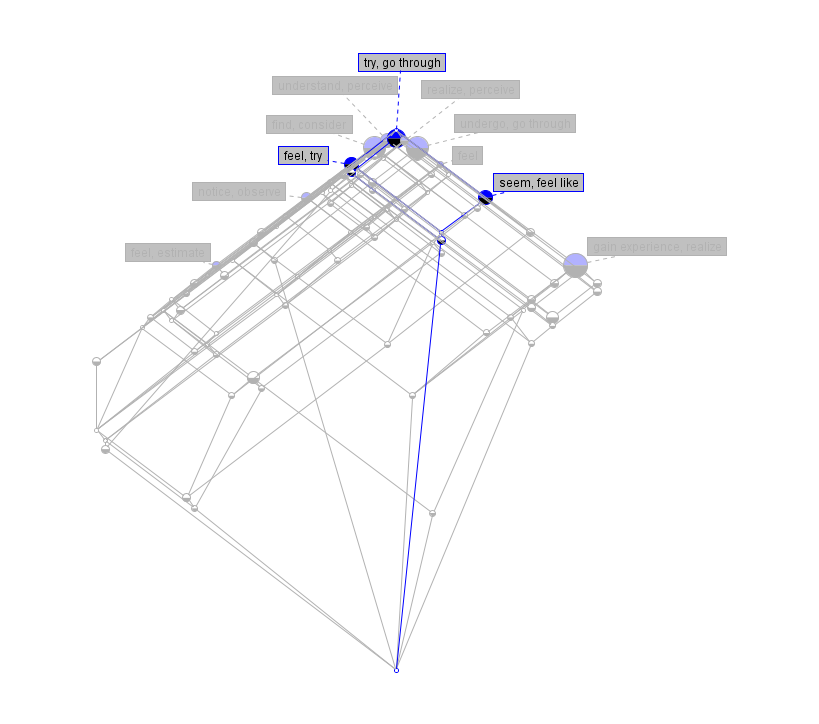 try, go through
understand, perceive
realize, perceive
find, consider
undergo, go through
feel, try
feel
seem, feel like
notice, observe
feel, estimate
gain experience, realize